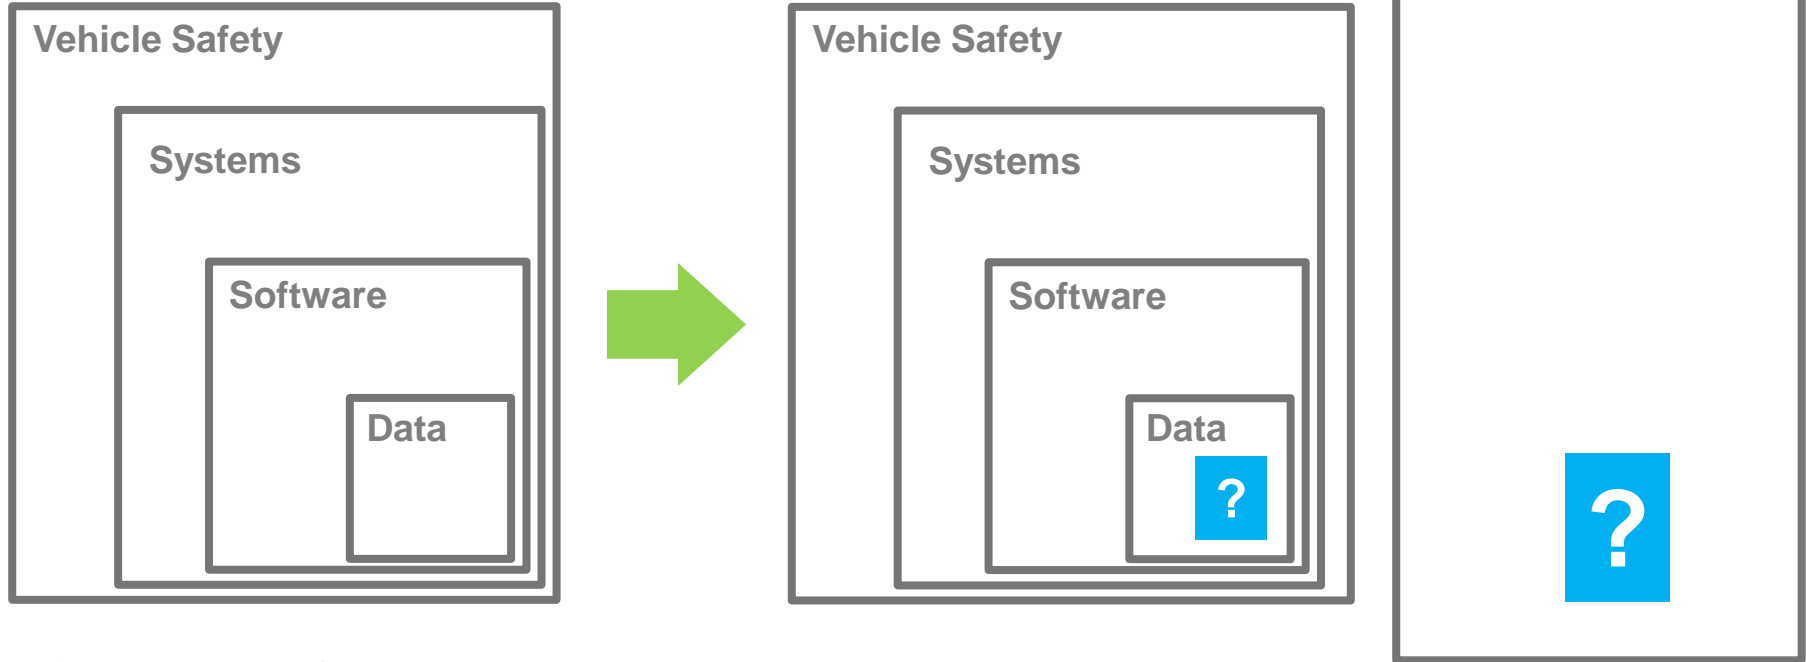 Vehicle Safety
Systems
Software
Data
Vehicle Safety
Systems
Software
Data
?
?